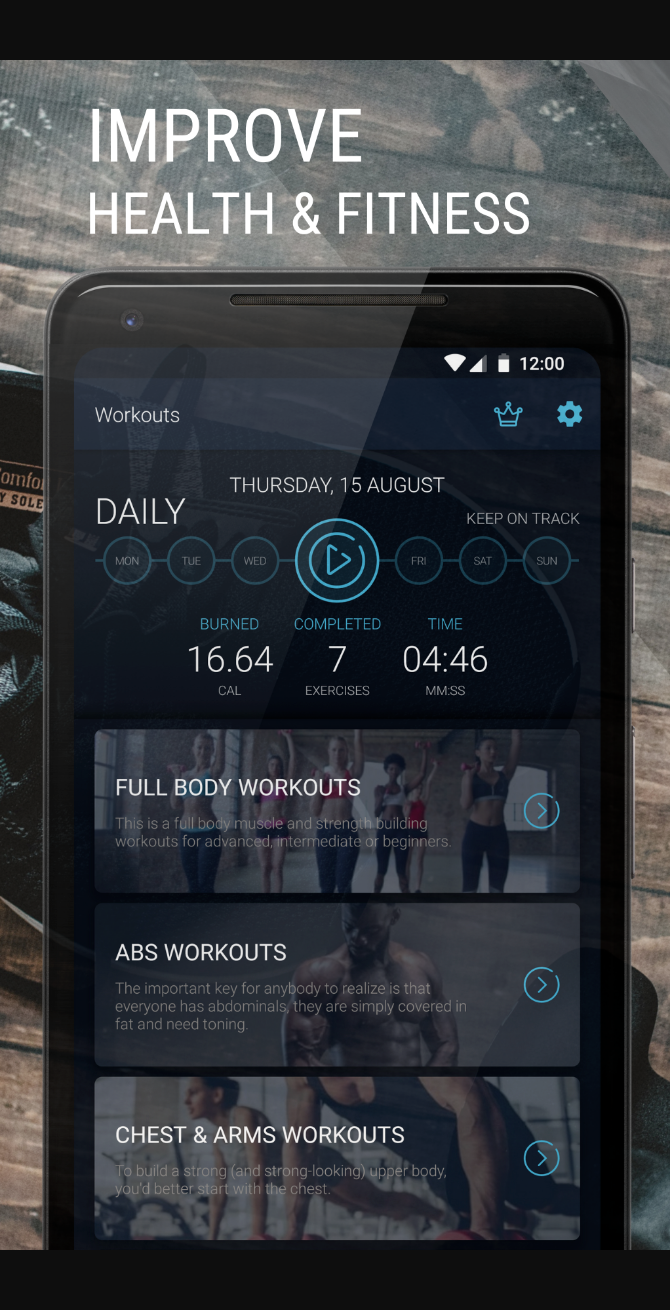 IMPROVE
HEALTH & FITNESS
12:00
Workouts
THURSDAY, 15 AUGUST
DAILY
KEEP ON TRACK
MON TUE WED FRI SAT SUN
BURNED COMPLETED TIME
16.64 7 04:46
CAL EXERCISES MM:SS
FULL BODY WORKOUTS
This is a full body muscle and strength building
workouts for advanced, intermediate or beginners.
ABS WORKOUTS
The important key for anybody to realize is that
everyone has abdominals, they are simply covered in
fat and need toning.
CHEST & ARMS WORKOUTS
To build a strong (and strong-looking) upper body,
you'd better start with the chest.